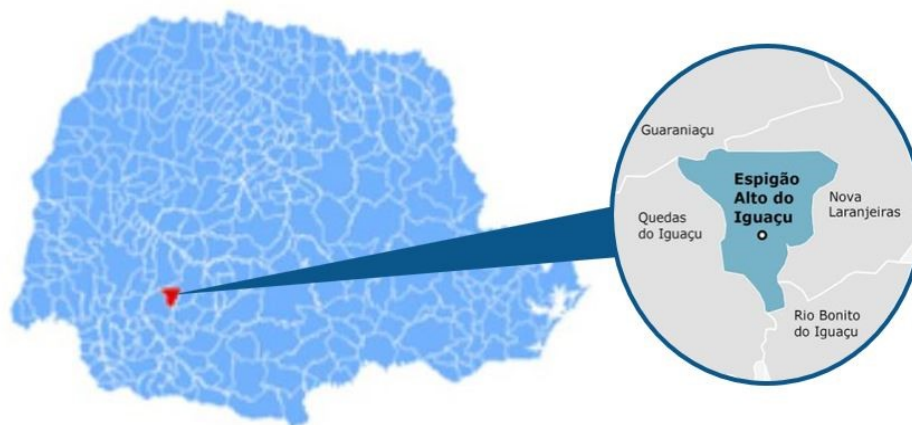 Guaraniaçu
Espigão
Alto do
Iguaçu
Quedas
do Iguaçu
Nova
Laranjeiras
Rio Bonito
do Iguaçu